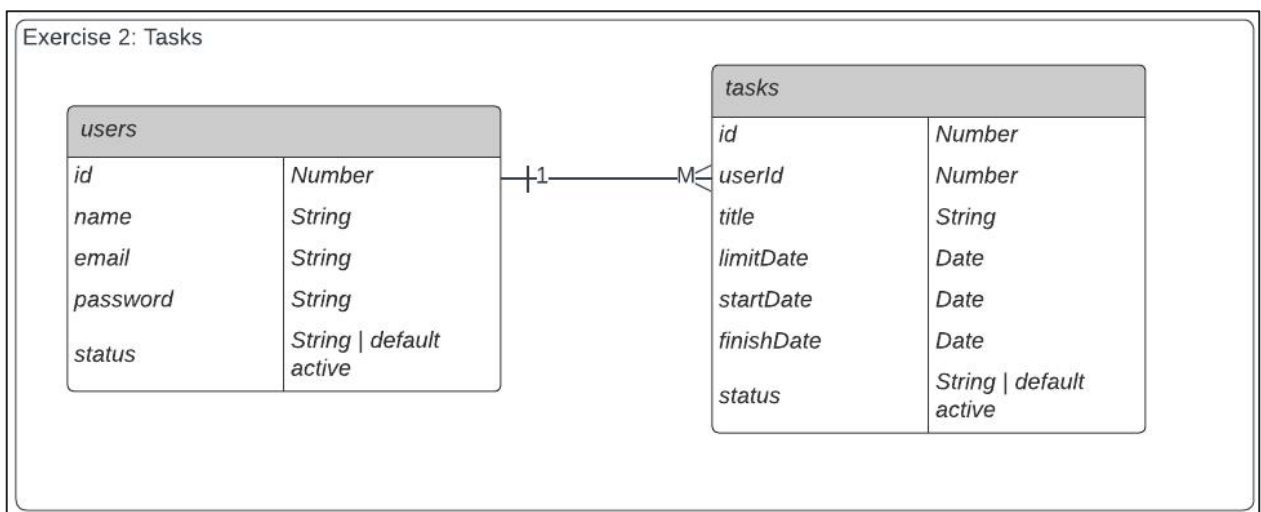 Exercise 2: Tasks
users
id Number
name String
email String
password String
status String | default
active
1 M
tasks
id Number
userId Number
title String
limitDate Date
startDate Date
finishDate Date
status String | default
active